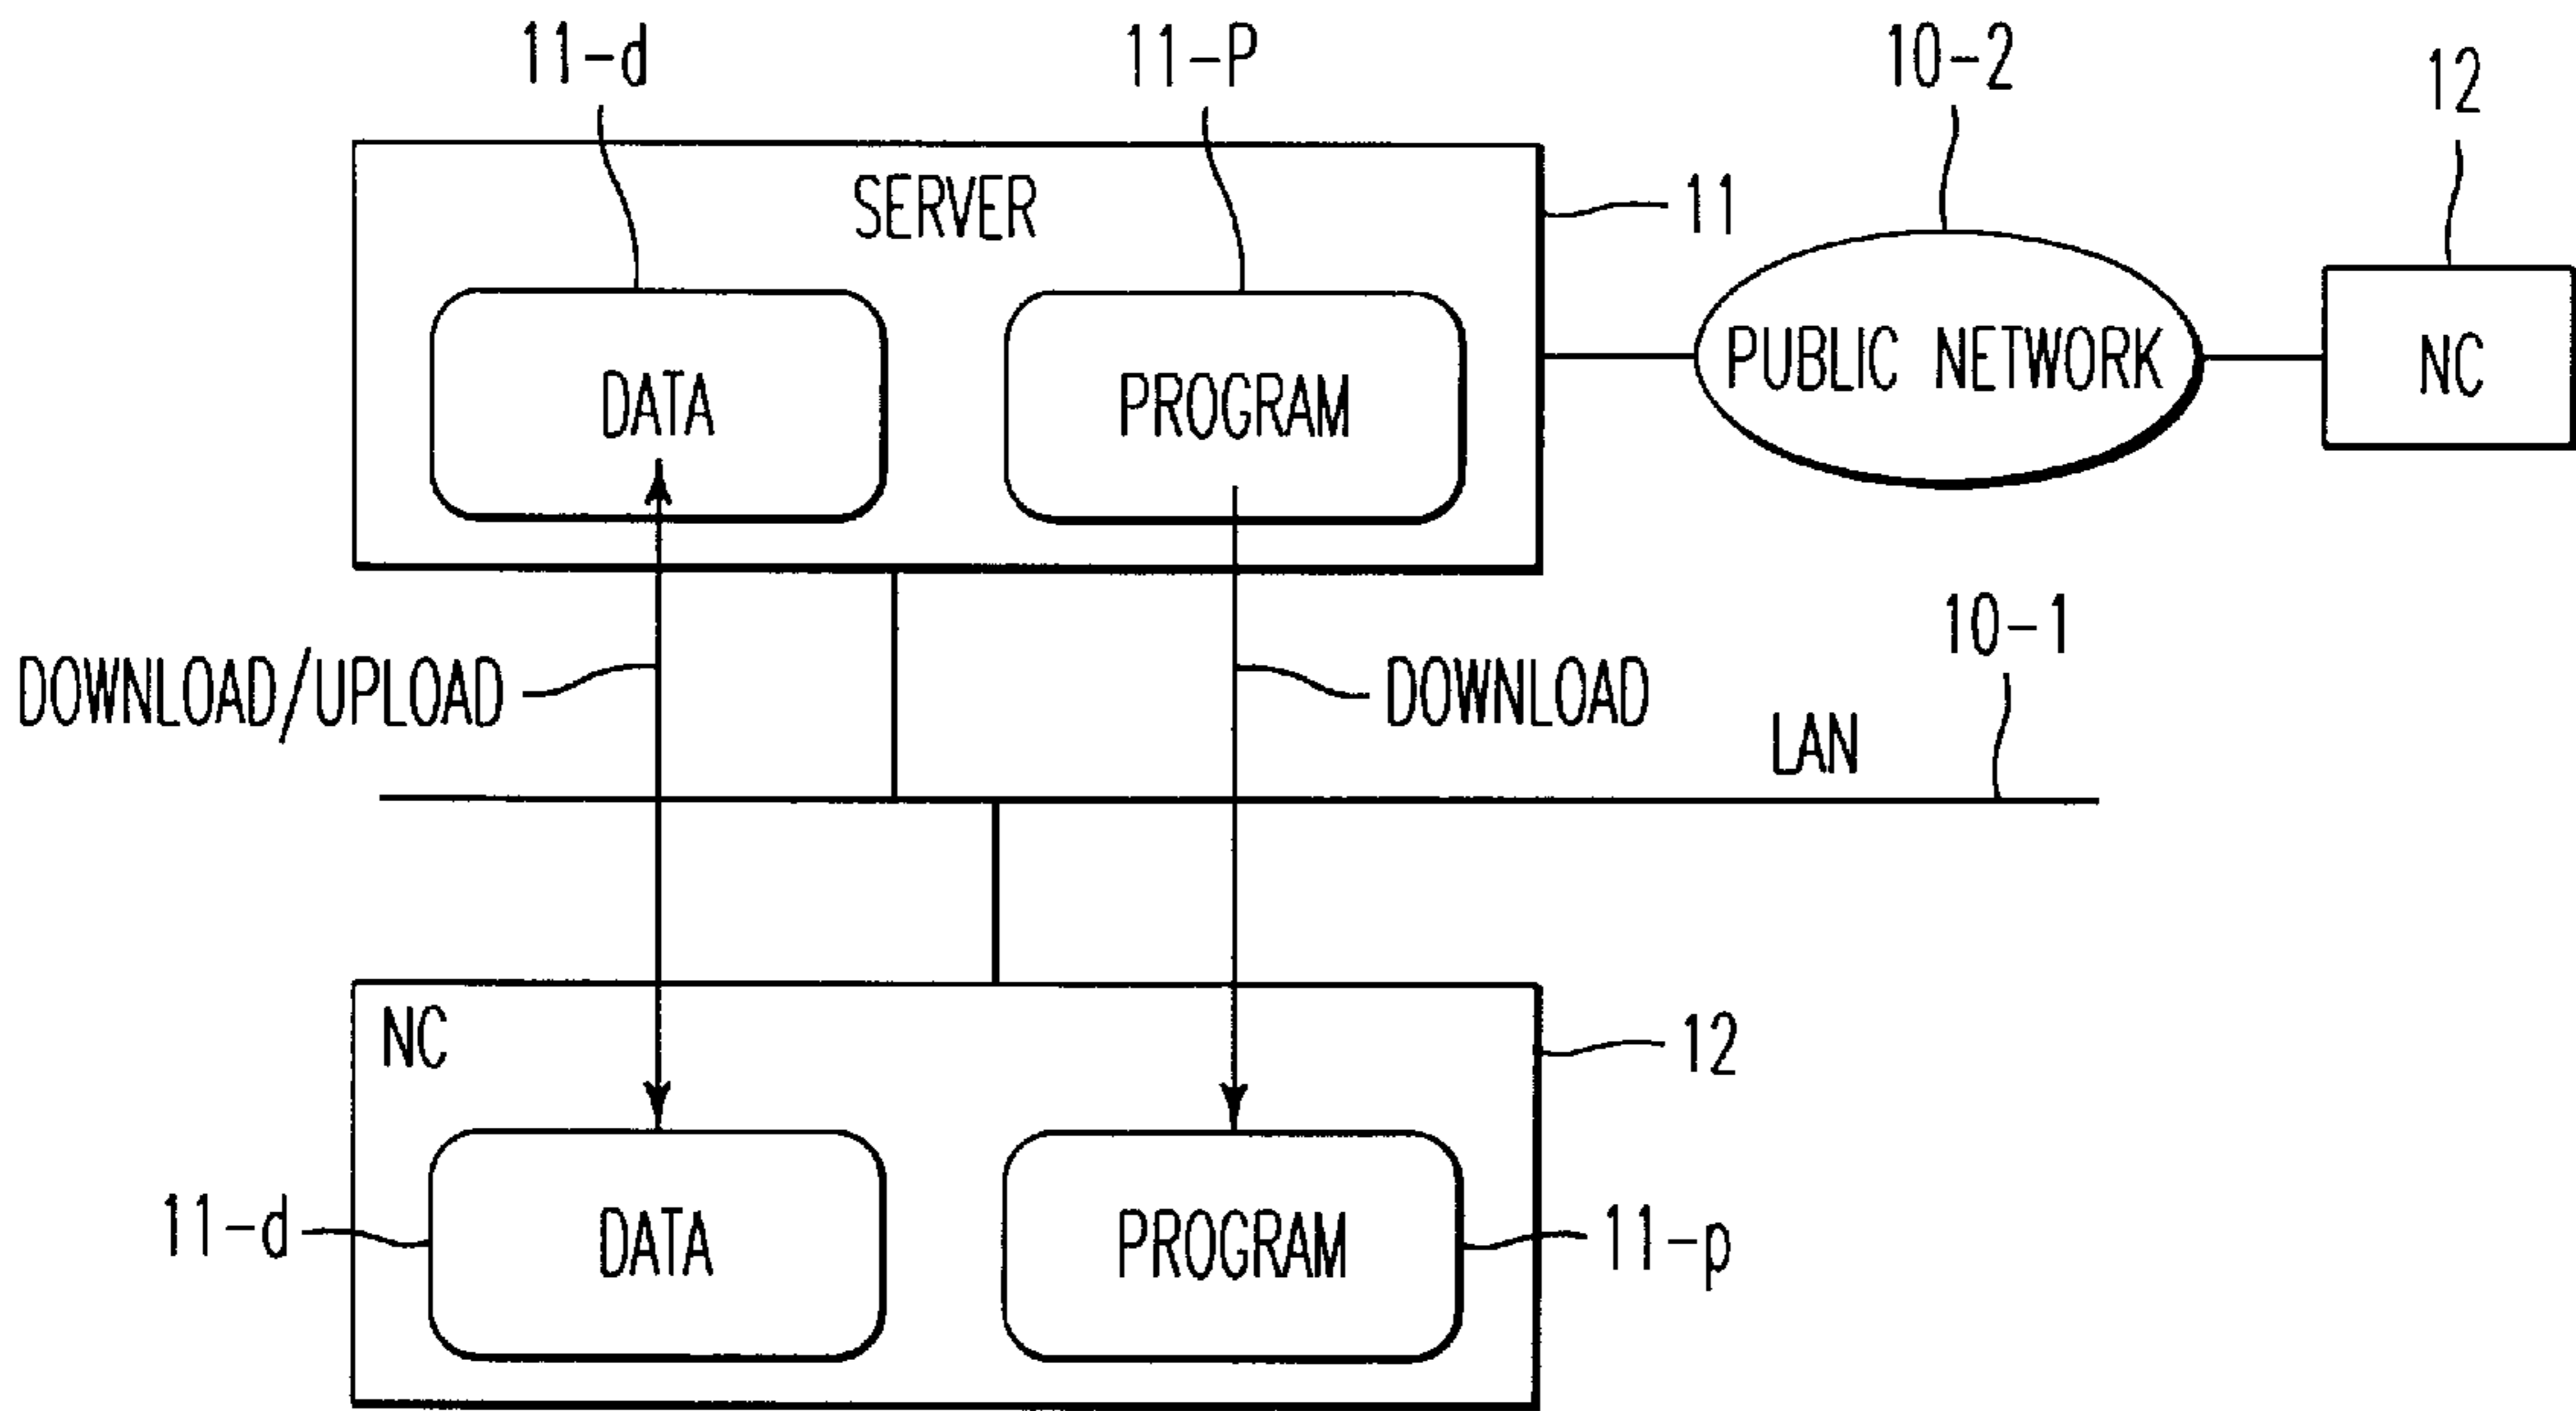 11-d
11-P
10-2
12
SERVER
11
DATA
PROGRAM
PUBLIC NETWORK
NC
10-1
DOWNLOAD/UPLOAD
DOWNLOAD
LAN
NC
12
11-d
DATA
PROGRAM
11-p